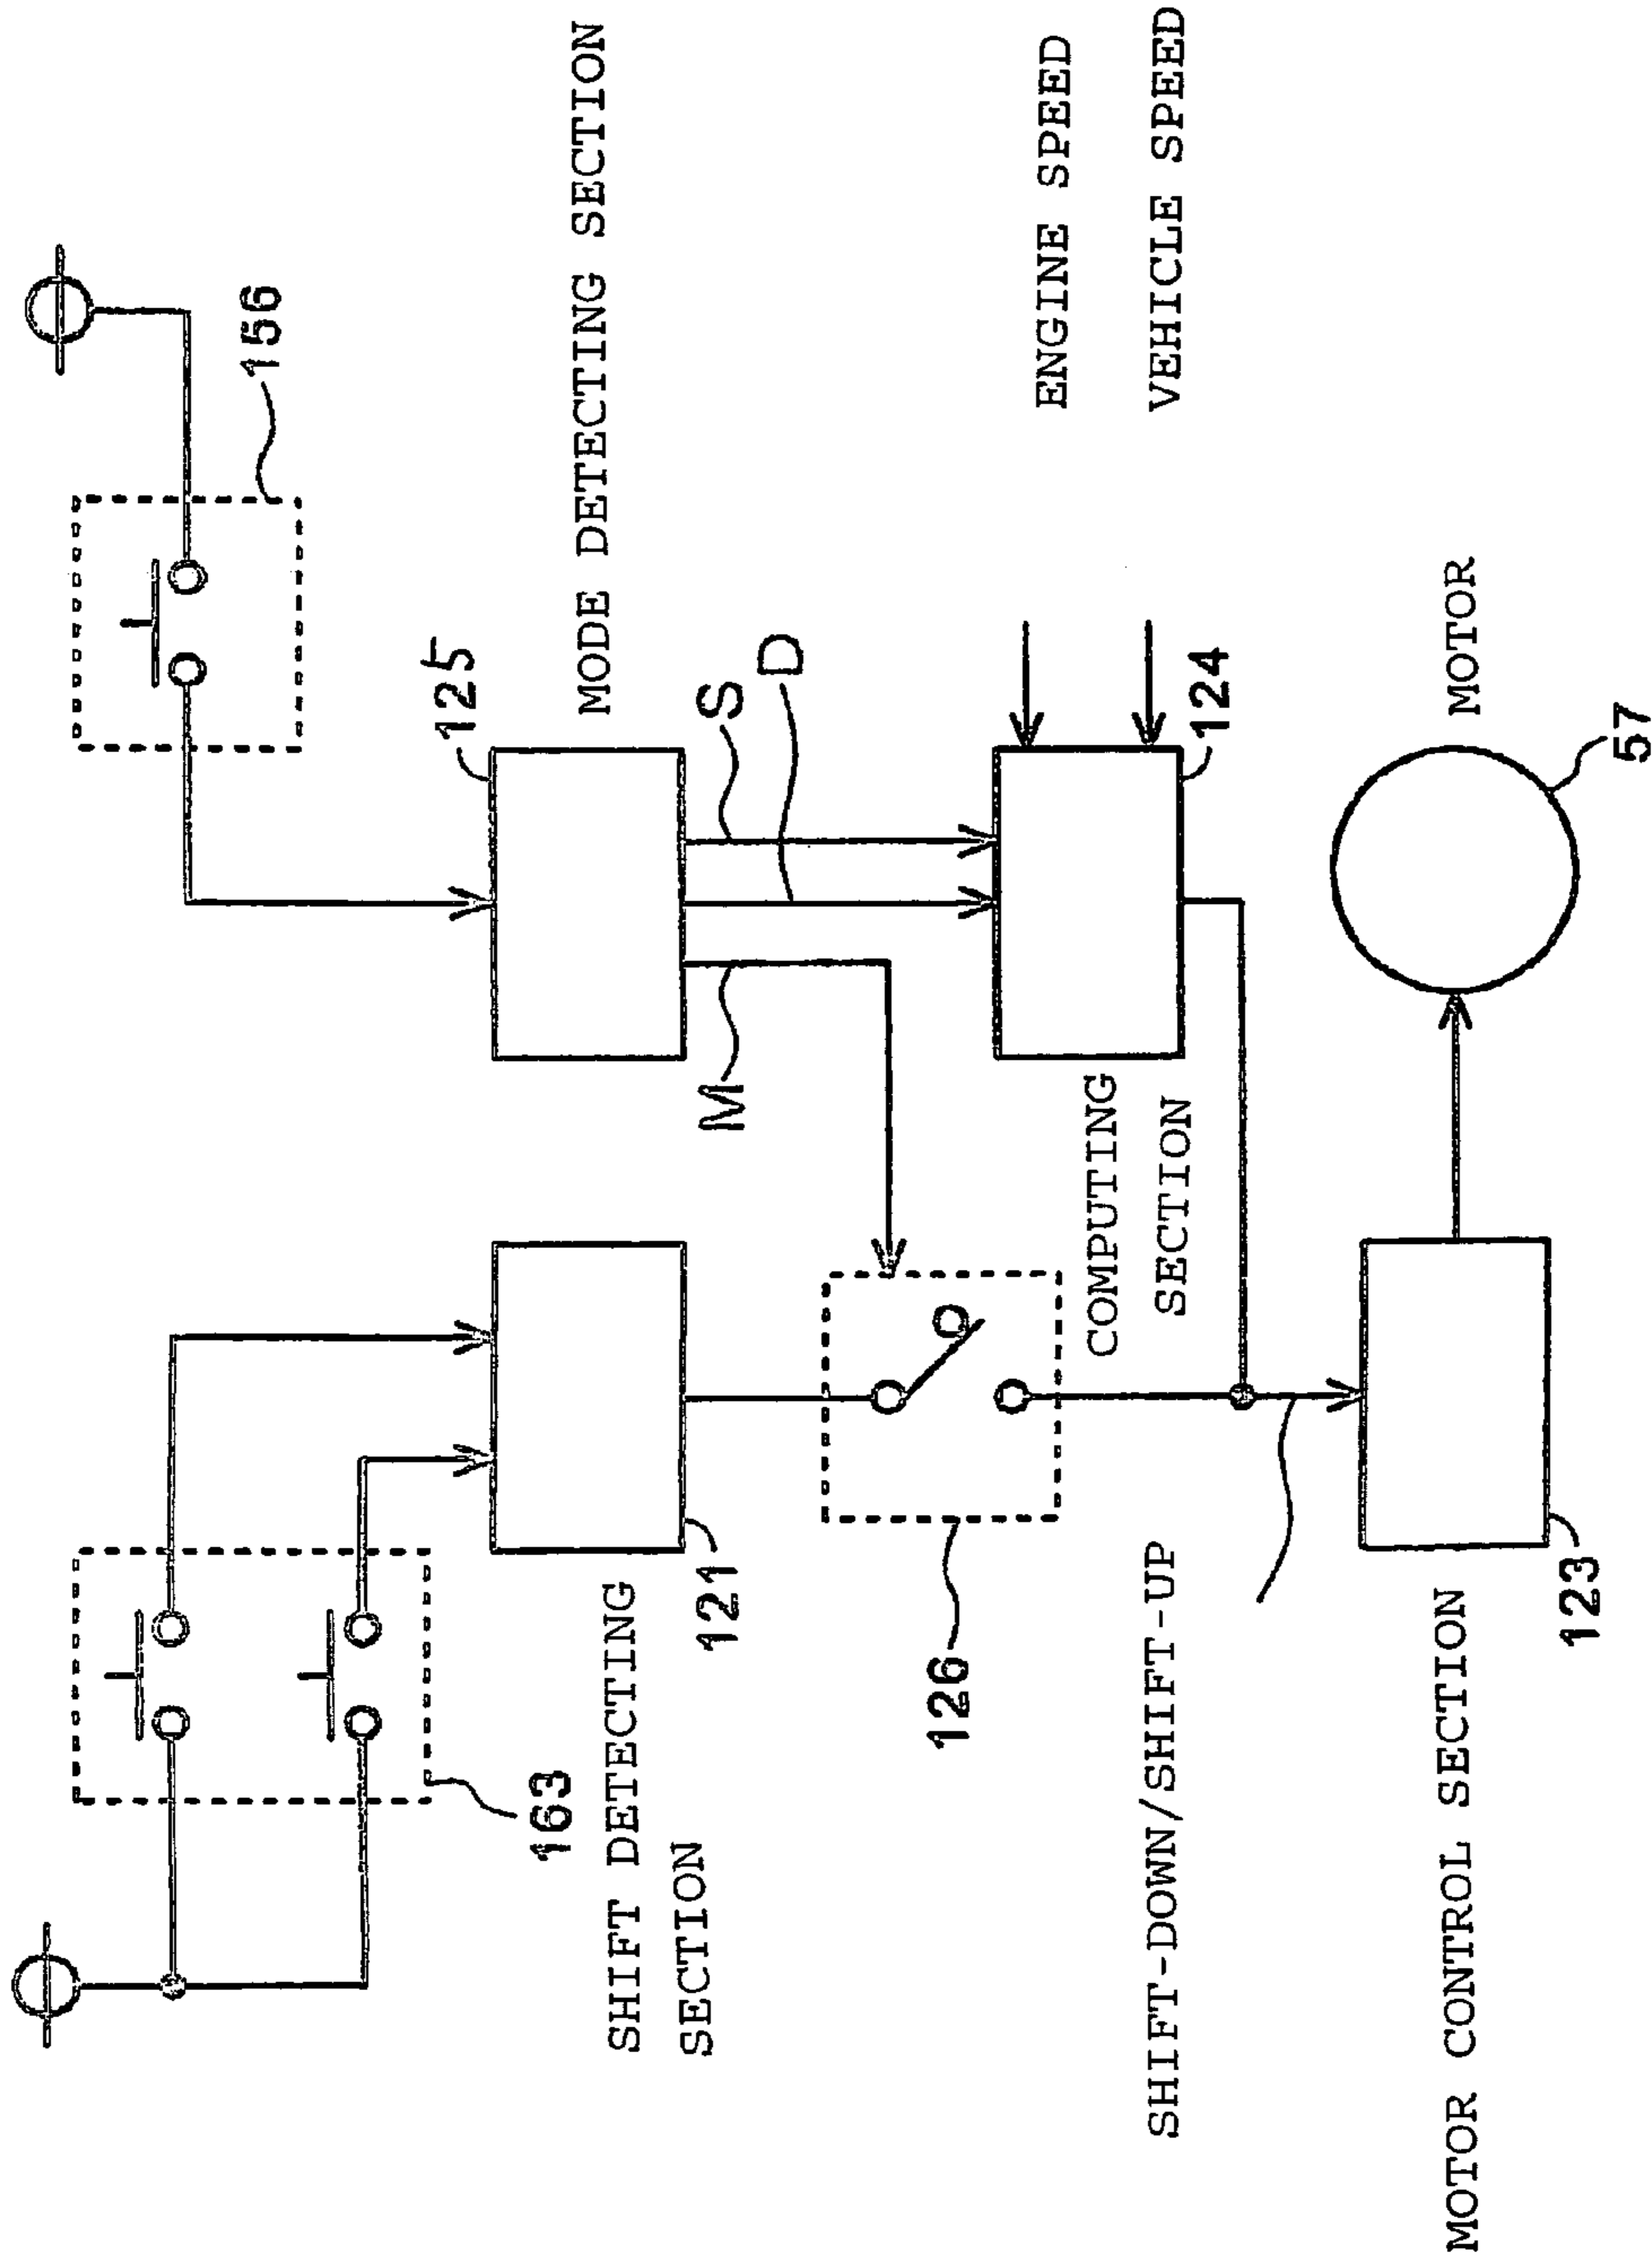 156
125
163
MODE DETECTING SECTION
SHIFT DETECTING
SECTION
121
M
S
D
126
ENGINE SPEED
VEHICLE SPEED
COMPUTING
SECTION
124
SHIFT-DOWN/SHIFT-UP
MOTOR CONTROL SECTION
MOTOR
123
57